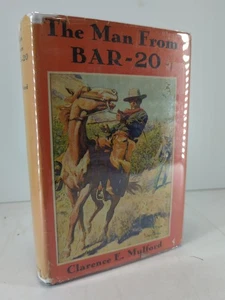 The Man From
BAR-20
Clarence E. Mulford